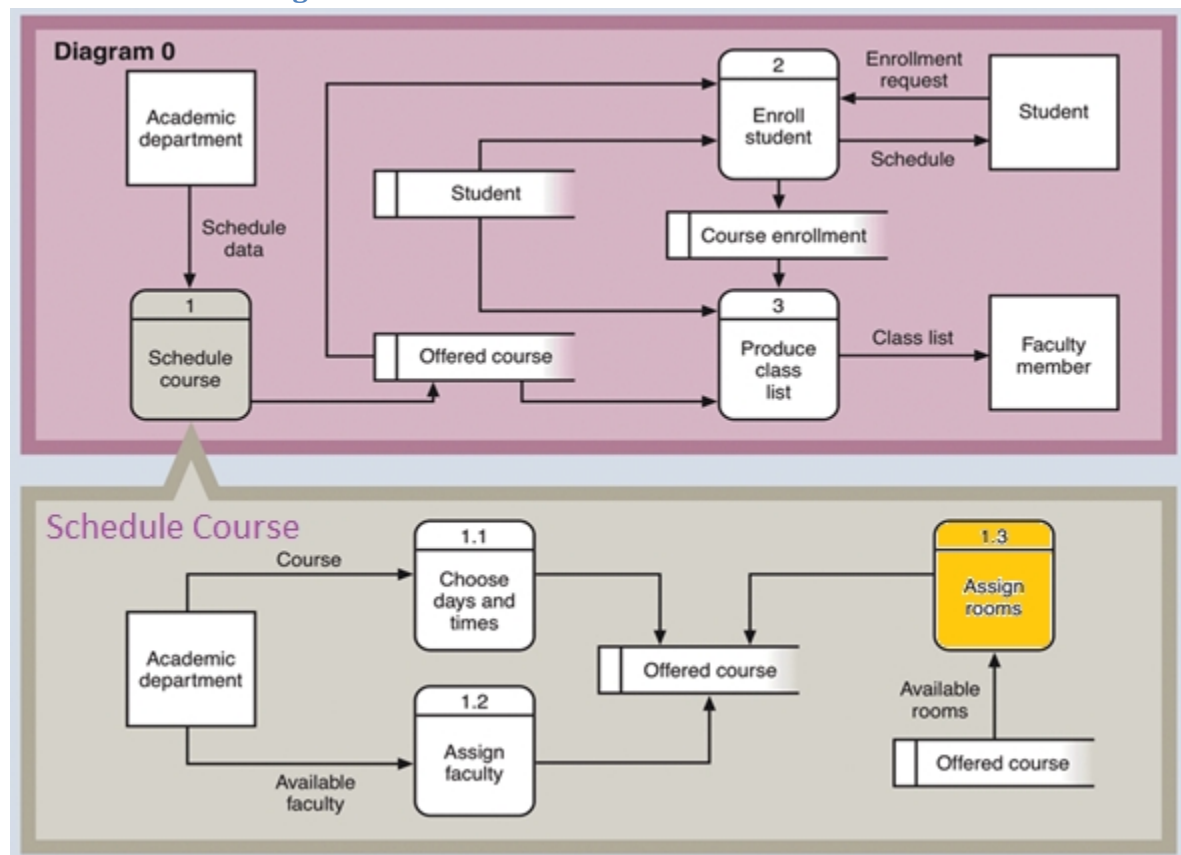 Diagram 0
Academic
department
Schedule
data
1
Schedule
course
Student
Offered course
2
Enroll
student
Enrollment
request
Schedule
Student
Course enrollment
3
Produce
class
list
Class list
Faculty
member
Schedule Course
Academic
department
Course
1.1
Choose
days and
times
Available
faculty
1.2
Assign
faculty
Offered course
1.3
Assign
rooms
Available
rooms
Offered course